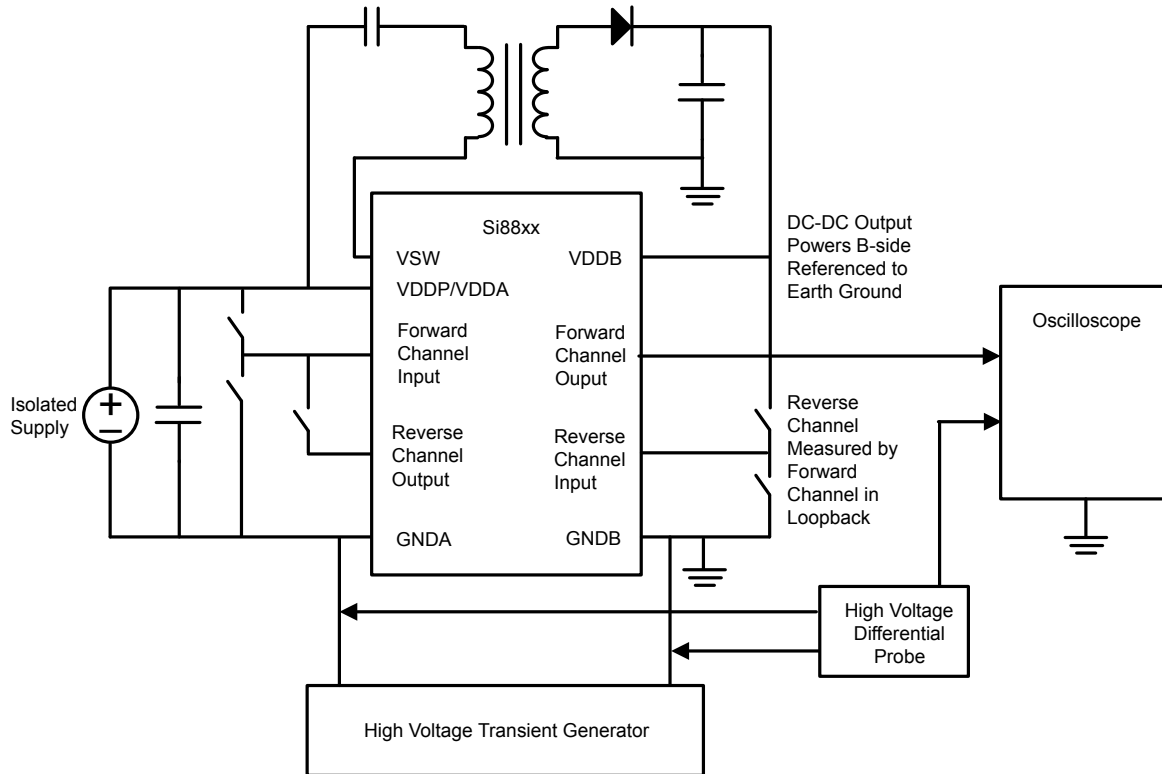 Si88xx
VSW
VDDB
VDDP/VDDA
DC-DC Output
Powers B-side
Referenced to
Earth Ground
Forward
Channel
Input
Forward
Channel
Ouput
Oscilloscope
Isolated
Supply
+
−
Reverse
Channel
Output
Reverse
Channel
Input
Reverse
Channel
Measured by
Forward
Channel in
Loopback
GNDA
GNDB
High Voltage
Differential
Probe
High Voltage Transient Generator